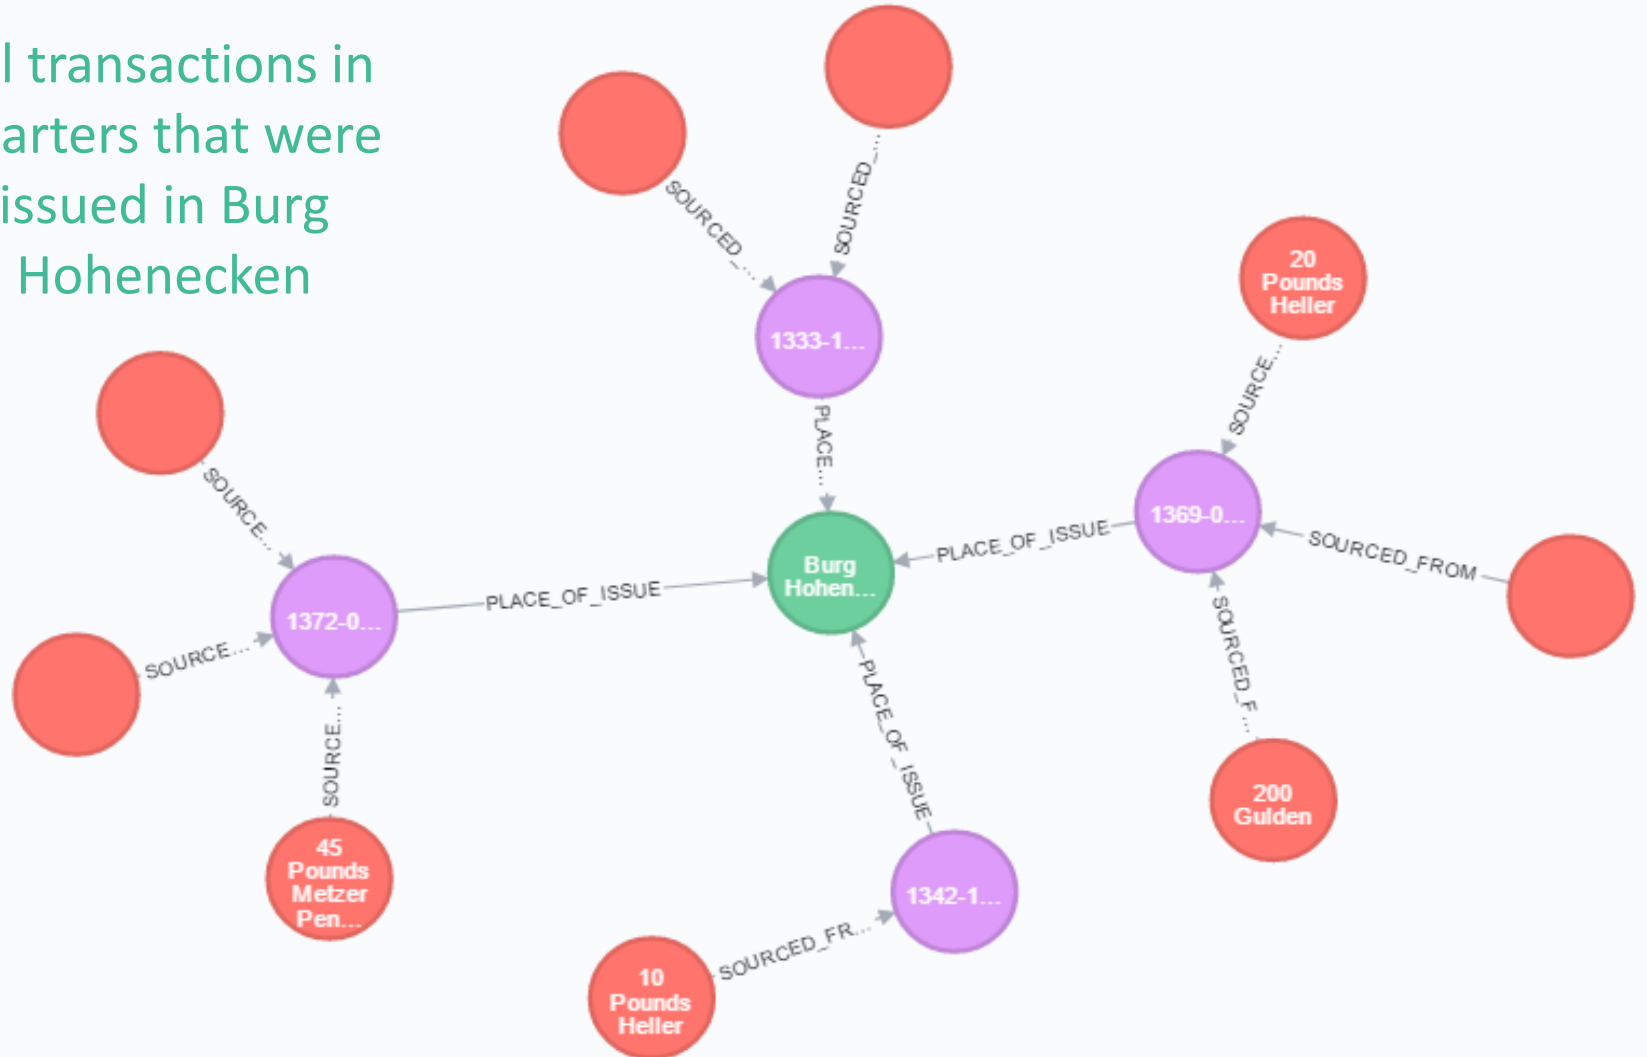 l transactions in
arters that were
issued in Burg
Hohenecken
SOURCED_...
SOURCED_...
1333-1...
PLACE...
20
Pounds
Heller
SOURCE...
1369-0...
SOURCED_FROM
PLACE_OF_ISSUE
SOURCED_F...
200
Gulden
Burg
Hohen...
SOURCE...
1372-0...
PLACE_OF_ISSUE
SOURCE...
SOURCE...
45
Pounds
Metzer
Pen...
PLACE_OF_ISSUE
1342-1...
SOURCED_FR...
10
Pounds
Heller